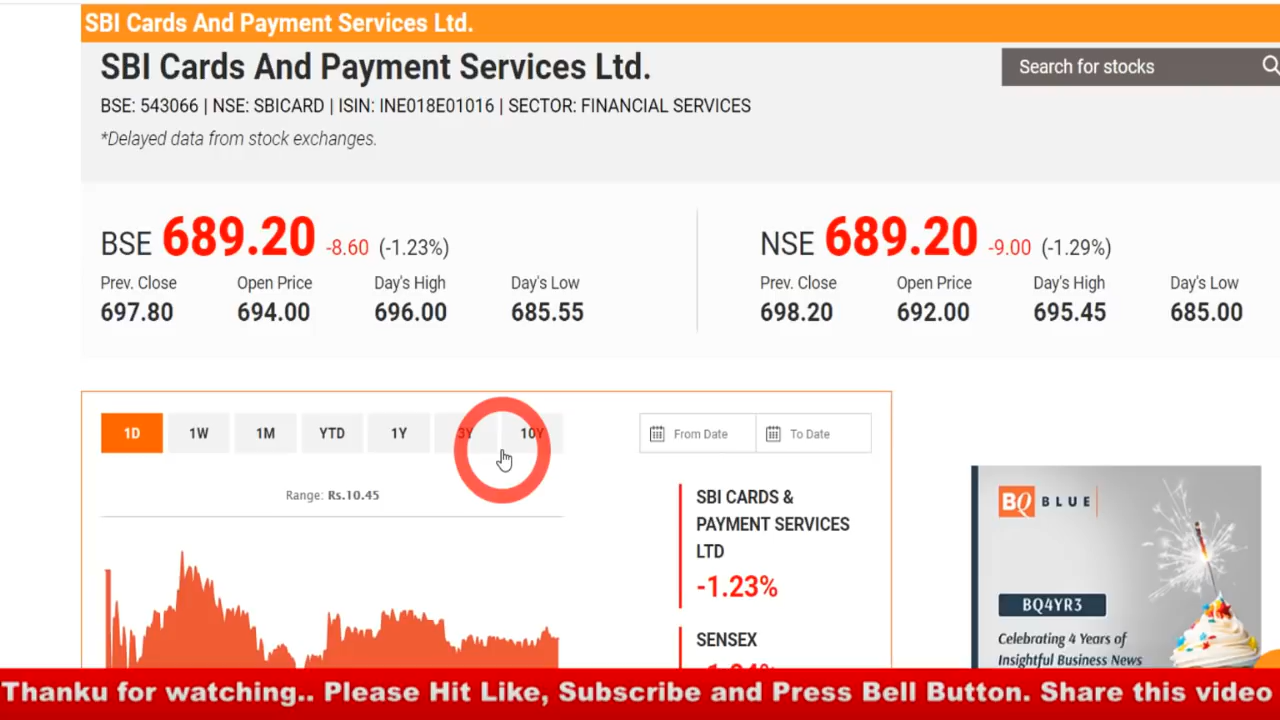 SBI Cards And Payment Services Ltd.
SBI Cards And Payment Services Ltd.
Search for stocks
BSE: 543066 | NSE: SBICARD | ISIN: INE018E01016 | SECTOR: FINANCIAL SERVICES
*Delayed data from stock exchanges.
BSE 689.20 -8.60 (-1.23%)
Prev. Close Open Price Day's High Day's Low
697.80 694.00 696.00 685.55
NSE 689.20 -9.00 (-1.29%)
Prev. Close Open Price Day's High Day's Low
698.20 692.00 695.45 685.00
1D 1W 1M YTD 1Y 3Y 10Y
From Date To Date
Range: Rs.10.45
SBI CARDS &
PAYMENT SERVICES
LTD
-1.23%
SENSEX
BQ BLUE
BQ4YR3
Celebrating 4 Years of
Insightful Business News
Thanku for watching.. Please Hit Like, Subscribe and Press Bell Button. Share this video